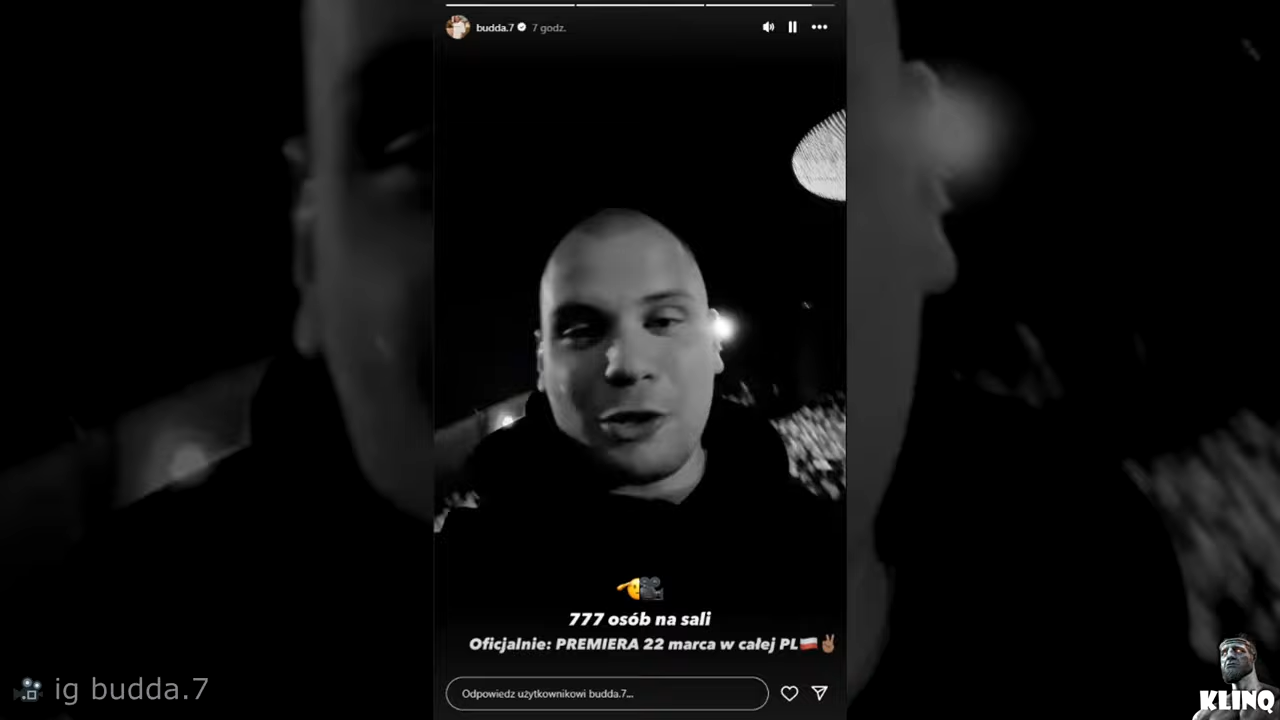 budda.7 7 godz.
777 osób na sali
Oficjalnie: PREMIERA 22 marca w całej PL
Odpowiedz użytkownikowi budda.7...
ig budda.7
KLINQ